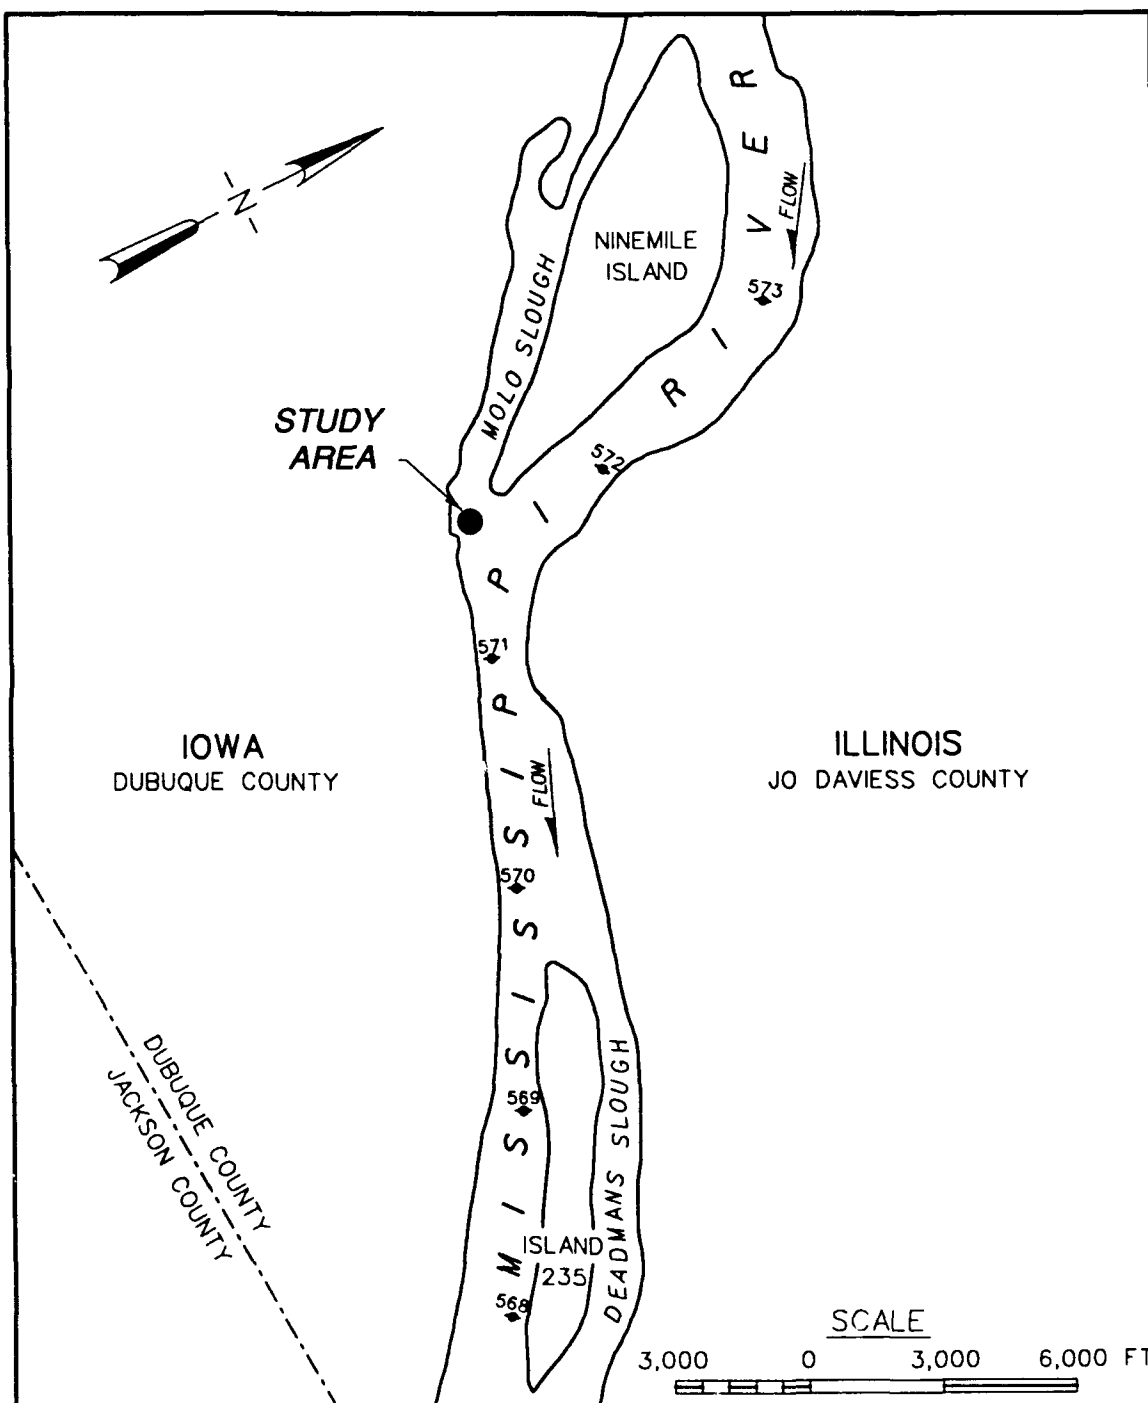 N
NINEMILE
ISLAND
MOLO SLOUGH
FLOW
573
572
STUDY
AREA
571
IOWA
DUBUQUE COUNTY
ILLINOIS
JO DAVIESS COUNTY
FLOW
570
MISSISSIPPI RIVER
569
DUBUQUE COUNTY
JACKSON COUNTY
DEADMANS SLOUGH
ISLAND
235
568
SCALE
3,000 0 3,000 6,000 FT